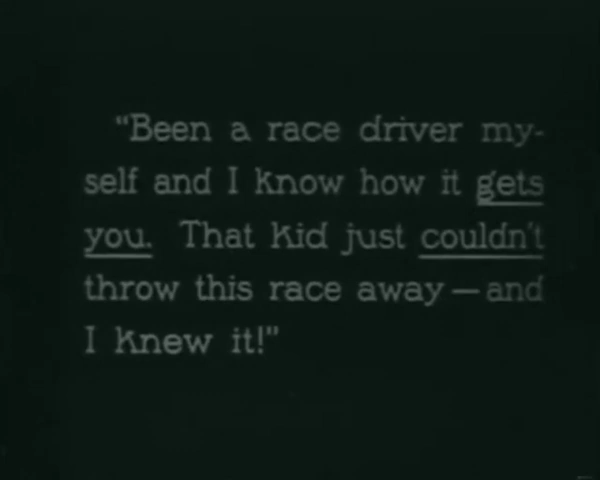 "Been a race driver my-
self and I know how it gets
you. That kid just couldn't
throw this race away — and
I knew it!"